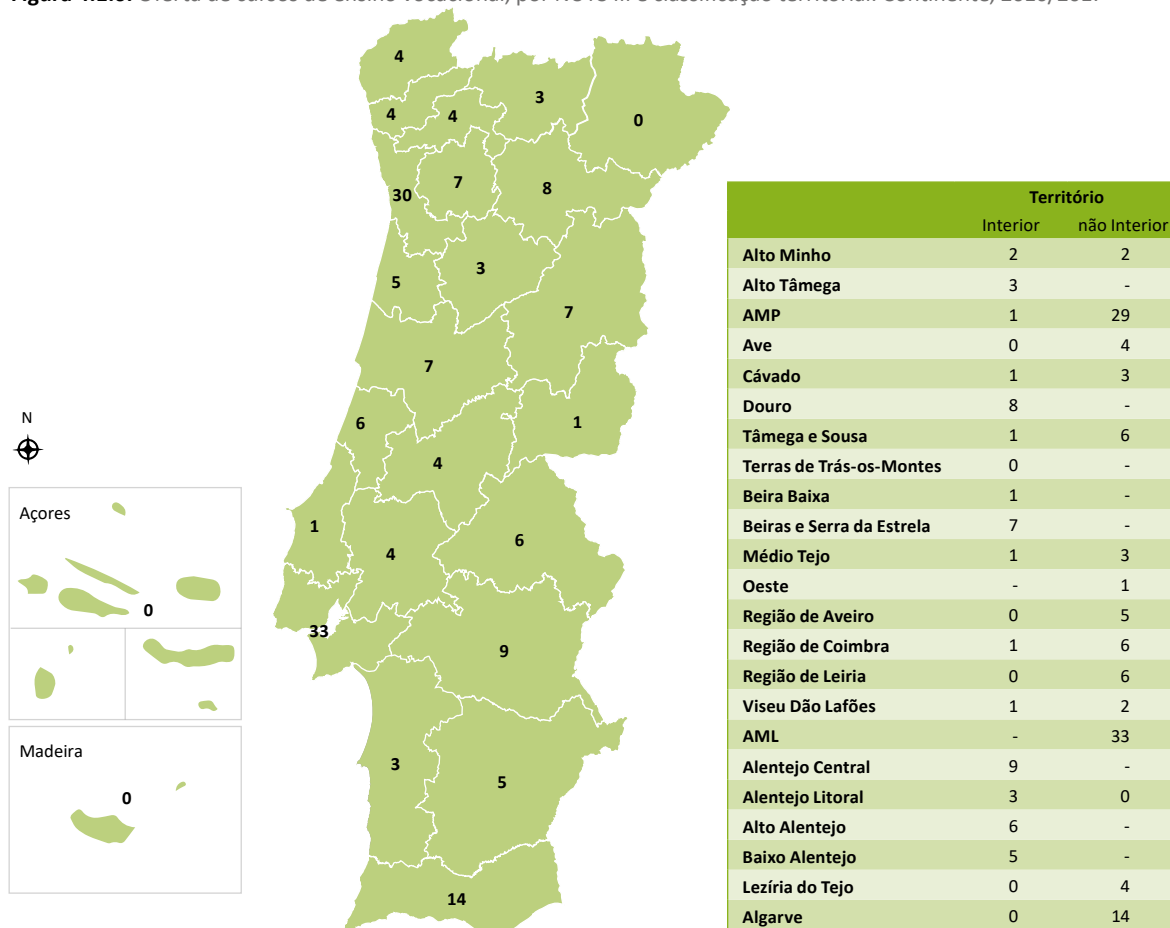 4
3
4
4
0
7
8
30
3
5
7
7
6
1
4
1
6
4
33
9
3
5
14
N
Açores
0
Madeira
0
Território
Interior não Interior
Alto Minho 2 2
Alto Tâmega 3 -
AMP 1 29
Ave 0 4
Cávado 1 3
Douro 8 -
Tâmega e Sousa 1 6
Terras de Trás-os-Montes 0 -
Beira Baixa 1 -
Beiras e Serra da Estrela 7 -
Médio Tejo 1 3
Oeste - 1
Região de Aveiro 0 5
Região de Coimbra 1 6
Região de Leiria 0 6
Viseu Dão Lafões 1 2
AML - 33
Alentejo Central 9 -
Alentejo Litoral 3 0
Alto Alentejo 6 -
Baixo Alentejo 5 -
Lezíria do Tejo 0 4
Algarve 0 14